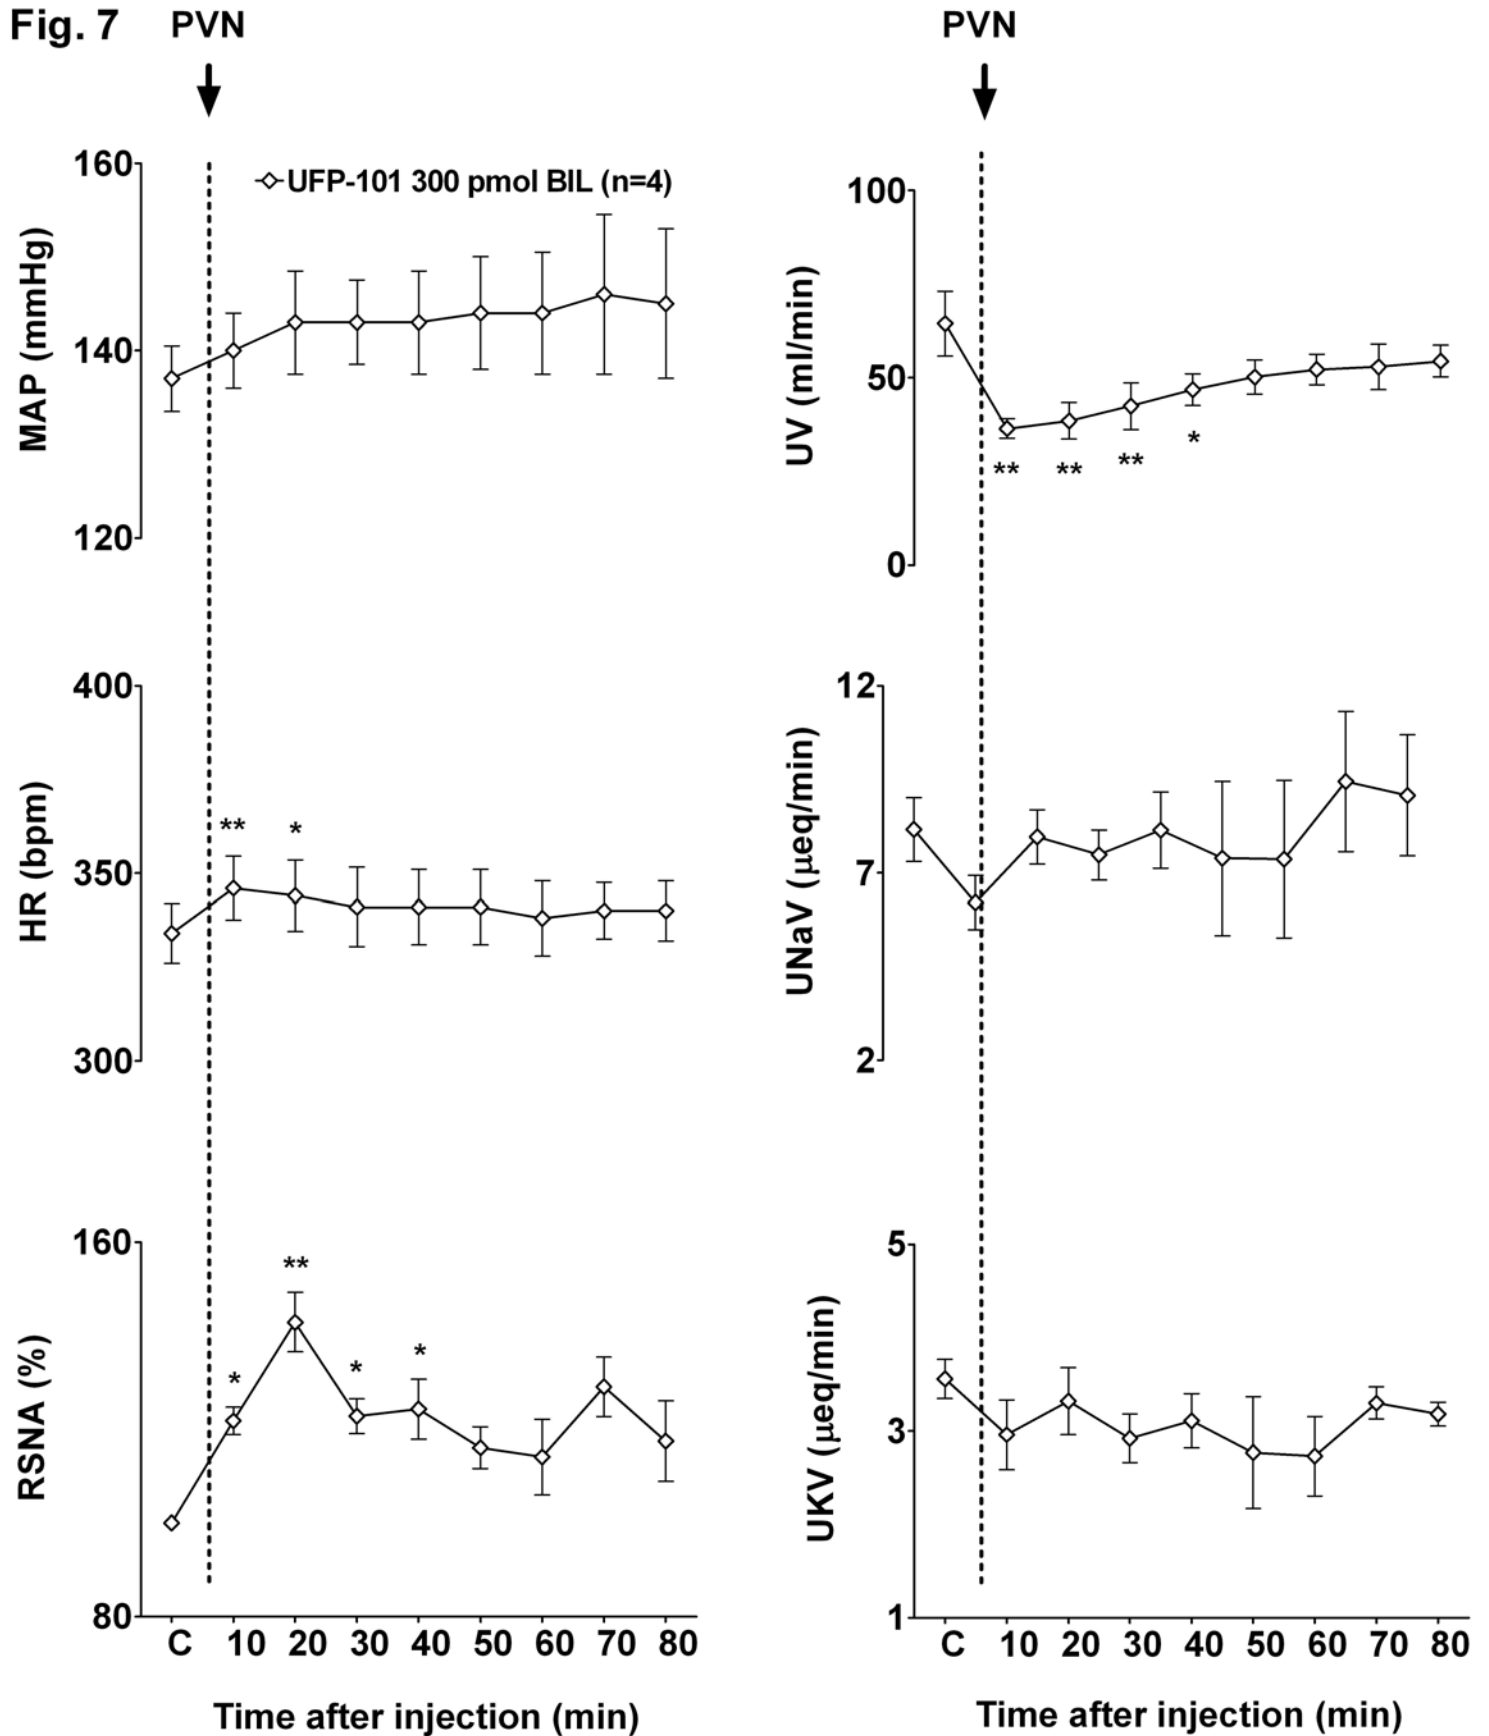 Fig. 7
PVN
PVN
160
140
120
MAP (mmHg)
UFP-101 300 pmol BIL (n=4)
100
50
0
UV (ml/min)
** ** ** *
400
350
300
HR (bpm)
** *
12
7
2
UNaV (µeq/min)
160
80
RSNA (%)
* ** * *
C 10 20 30 40 50 60 70 80
Time after injection (min)
5
3
1
UKV (µeq/min)
C 10 20 30 40 50 60 70 80
Time after injection (min)